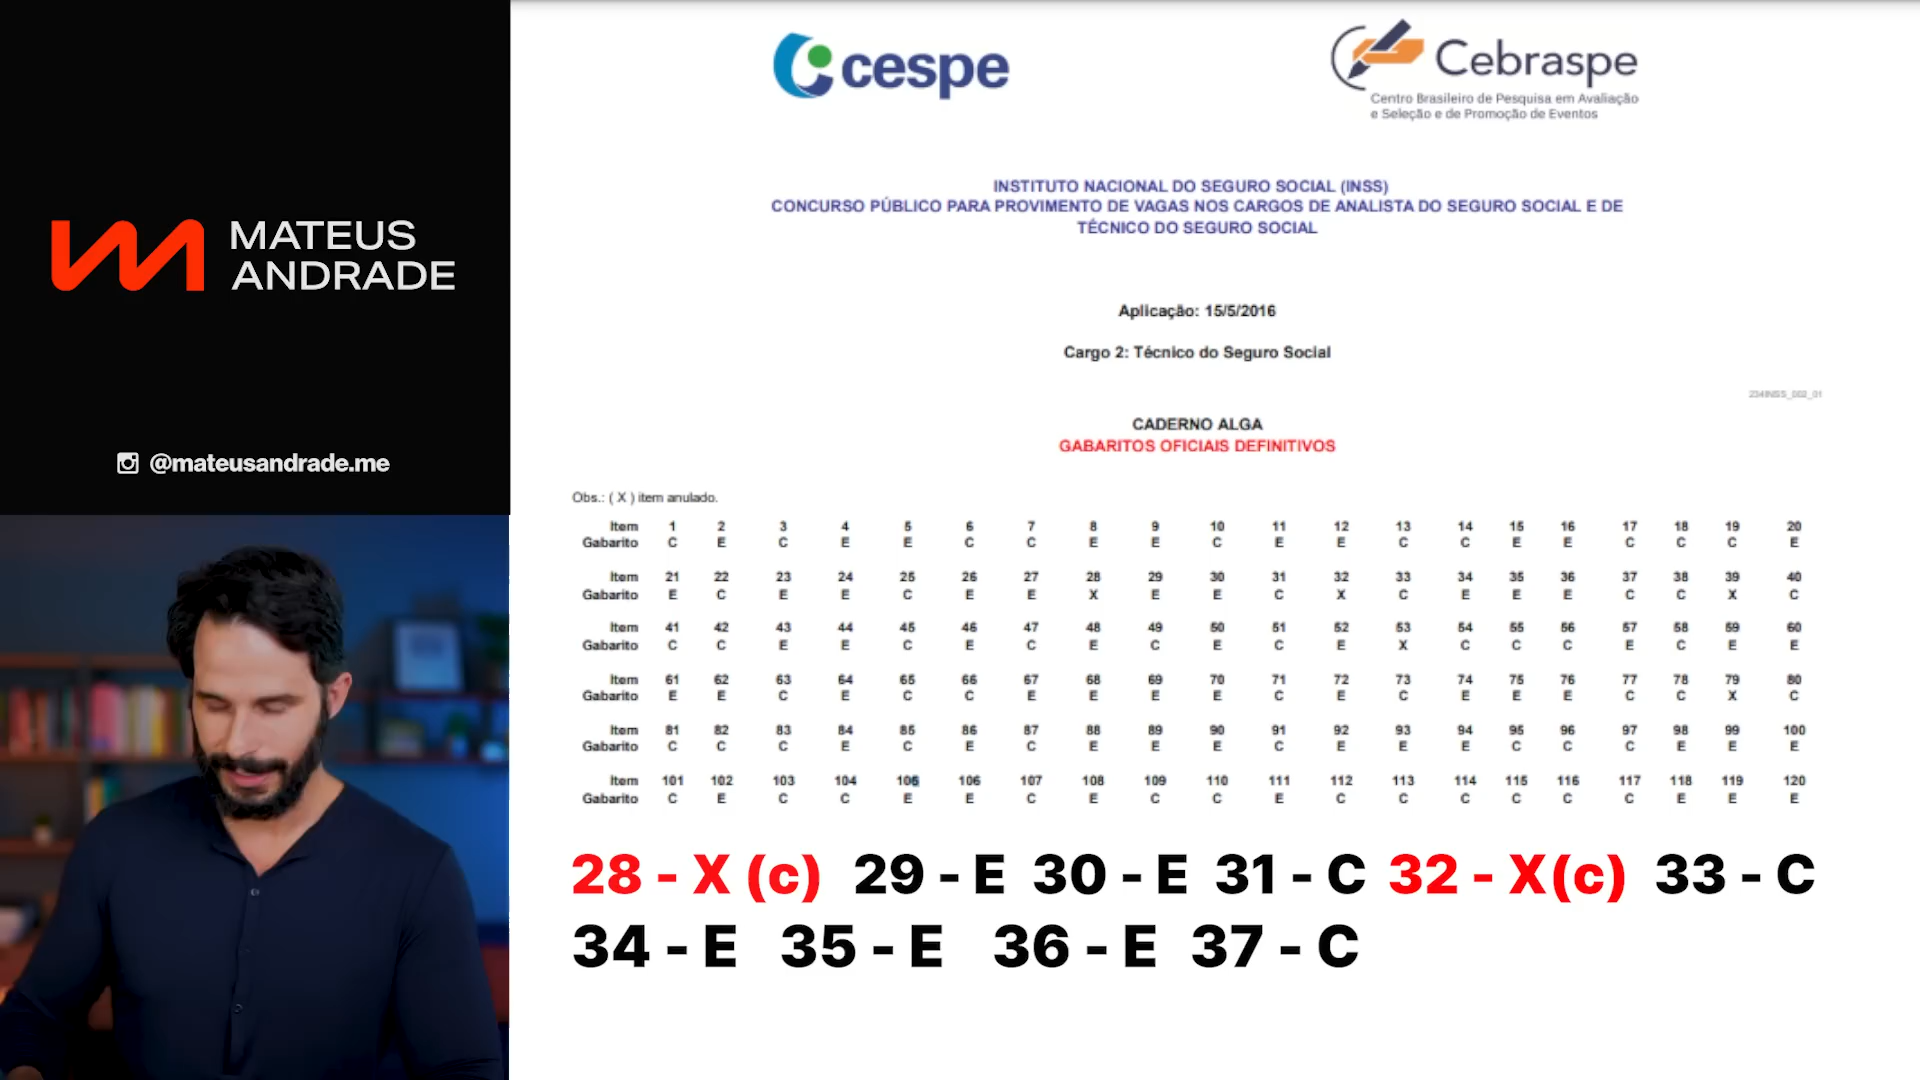 MATEUS
ANDRADE
@mateusandrade.me
cespe
Cebraspe
Centro Brasileiro de Pesquisa em Avaliação
e Seleção e de Promoção de Eventos
INSTITUTO NACIONAL DO SEGURO SOCIAL (INSS)
CONCURSO PÚBLICO PARA PROVIMENTO DE VAGAS NOS CARGOS DE ANALISTA DO SEGURO SOCIAL E DE
TÉCNICO DO SEGURO SOCIAL
Aplicação: 15/5/2016
Cargo 2: Técnico do Seguro Social
234INSS_002_01
CADERNO ALGA
GABARITOS OFICIAIS DEFINITIVOS
Obs.: ( X ) item anulado.
Item 1 2 3 4 5 6 7 8 9 10 11 12 13 14 15 16 17 18 19 20
Gabarito C E C E E C C E E C E E C C E E C C C E
Item 21 22 23 24 25 26 27 28 29 30 31 32 33 34 35 36 37 38 39 40
Gabarito E C E E C E E X E E C X C E E E C C X C
Item 41 42 43 44 45 46 47 48 49 50 51 52 53 54 55 56 57 58 59 60
Gabarito C C E E C E C E C E C E X C C C E C E E
Item 61 62 63 64 65 66 67 68 69 70 71 72 73 74 75 76 77 78 79 80
Gabarito E E C E C C E E E E C E C E E E C C X C
Item 81 82 83 84 85 86 87 88 89 90 91 92 93 94 95 96 97 98 99 100
Gabarito C C C E C E C E E E C E E E C C C E E E
Item 101 102 103 104 105 106 107 108 109 110 111 112 113 114 115 116 117 118 119 120
Gabarito C E C C E E C E C C E C C C C C C E E E
28 - X (c) 29 - E 30 - E 31 - C 32 - X(c) 33 - C
34 - E 35 - E 36 - E 37 - C